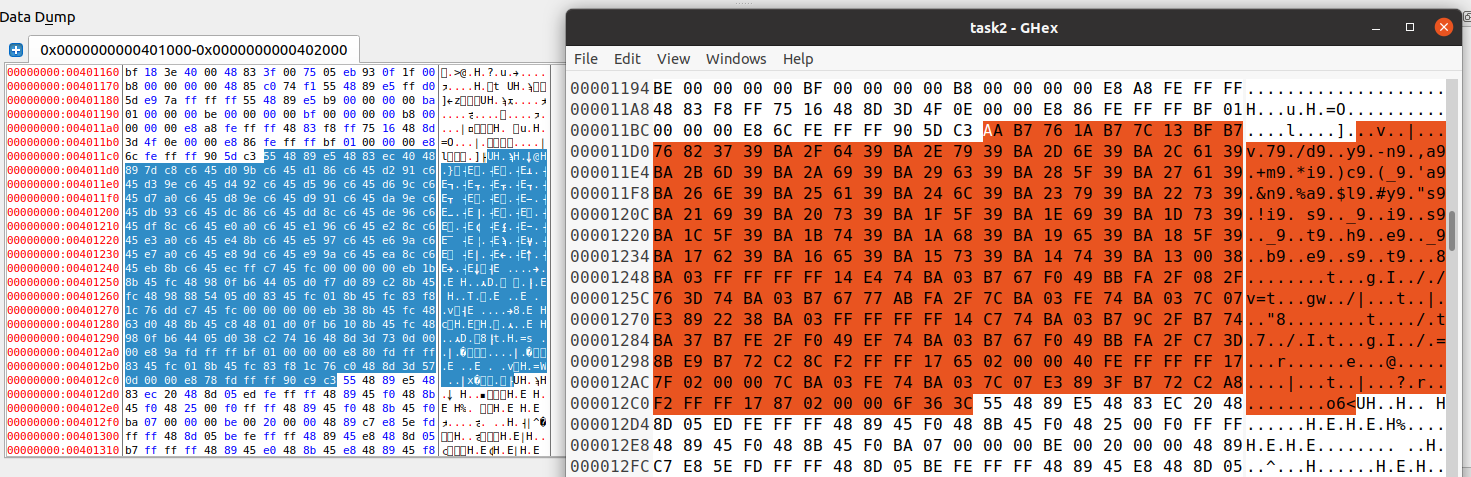 Data Dump
0x0000000000401000-0x0000000000402000
00000000:00401160 bf 18 3e 40 00 48 83 3f 00 75 05 eb 93 0f 1f 00
00000000:00401170 b8 00 00 00 00 48 85 c0 74 f1 55 48 89 e5 ff d0
00000000:00401180 5d e9 7a ff ff ff 55 48 89 e5 b9 00 00 00 00 ba
00000000:00401190 01 00 00 00 be 00 00 00 00 bf 00 00 00 00 b8 00
00000000:004011a0 00 00 00 e8 a8 fe ff ff 48 83 f8 ff 75 16 48 8d
00000000:004011b0 3d 4f 0e 00 00 e8 86 fe ff ff bf 01 00 00 00 e8
00000000:004011c0 6c fe ff ff 90 5d c3 55 48 89 e5 48 83 ec 40 48
00000000:004011d0 89 7d c8 c6 45 d0 9b c6 45 d1 86 c6 45 d2 91 c6
00000000:004011e0 45 d3 9e c6 45 d4 92 c6 45 d5 96 c6 45 d6 9c c6
00000000:004011f0 45 d7 a0 c6 45 d8 9e c6 45 d9 91 c6 45 da 9e c6
00000000:00401200 45 db 93 c6 45 dc 86 c6 45 dd 8c c6 45 de 96 c6
00000000:00401210 45 df 8c c6 45 e0 a0 c6 45 e1 96 c6 45 e2 8c c6
00000000:00401220 45 e3 a0 c6 45 e4 8b c6 45 e5 97 c6 45 e6 9a c6
00000000:00401230 45 e7 a0 c6 45 e8 9d c6 45 e9 9a c6 45 ea 8c c6
00000000:00401240 45 eb 8b c6 45 ec ff c7 45 fc 00 00 00 00 eb 1b
00000000:00401250 8b 45 fc 48 98 0f b6 44 05 d0 f7 d0 89 c2 8b 45
00000000:00401260 fc 48 98 88 54 05 d0 83 45 fc 01 8b 45 fc 83 f8
00000000:00401270 1c 76 dd c7 45 fc 00 00 00 00 eb 38 8b 45 fc 48
00000000:00401280 63 d0 48 8b 45 c8 48 01 d0 0f b6 10 8b 45 fc 48
00000000:00401290 98 0f b6 44 05 d0 38 c2 74 16 48 8d 3d 73 0d 00
00000000:004012a0 00 e8 9a fd ff ff bf 01 00 00 00 e8 80 fd ff ff
00000000:004012b0 83 45 fc 01 8b 45 fc 83 f8 1c 76 c0 48 8d 3d 57
00000000:004012c0 0d 00 00 e8 78 fd ff ff 90 c9 c3 55 48 89 e5 48
00000000:004012d0 83 ec 20 48 8d 05 ed fe ff ff 48 89 45 f0 48 8b
00000000:004012e0 45 f0 48 25 00 f0 ff ff 48 89 45 f0 48 8b 45 f0
00000000:004012f0 ba 07 00 00 00 be 00 20 00 00 48 89 c7 e8 5e fd
00000000:00401300 ff ff 48 8d 05 be fe ff ff 48 89 45 e8 48 8d 05
00000000:00401310 b7 ff ff ff 48 89 45 e0 48 8b 45 e8 48 89 45 f8
task2 - GHex
File Edit View Windows Help
00001194 BE 00 00 00 00 BF 00 00 00 00 B8 00 00 00 00 E8 A8 FE FF FF ....................
000011A8 48 83 F8 FF 75 16 48 8D 3D 4F 0E 00 00 E8 86 FE FF FF BF 01 H...u.H.=O..........
000011BC 00 00 00 E8 6C FE FF FF 90 5D C3 AA B7 76 1A B7 7C 13 BF B7 ....l....]...v..|...
000011D0 76 82 37 39 BA 2F 64 39 BA 2E 79 39 BA 2D 6E 39 BA 2C 61 39 v.79./d9..y9.-n9.,a9
000011E4 BA 2B 6D 39 BA 2A 69 39 BA 29 63 39 BA 28 5F 39 BA 27 61 39 .+m9.*i9.)c9.(_9.'a9
000011F8 BA 26 6E 39 BA 25 61 39 BA 24 6C 39 BA 23 79 39 BA 22 73 39 .&n9.%a9.$l9.#y9."s9
0000120C BA 21 69 39 BA 20 73 39 BA 1F 5F 39 BA 1E 69 39 BA 1D 73 39 .!i9. s9.._9..i9..s9
00001220 BA 1C 5F 39 BA 1B 74 39 BA 1A 68 39 BA 19 65 39 BA 18 5F 39 .._9..t9..h9..e9.._9
00001234 BA 17 62 39 BA 16 65 39 BA 15 73 39 BA 14 74 39 BA 13 00 38 ..b9..e9..s9..t9...8
00001248 BA 03 FF FF FF FF 14 E4 74 BA 03 B7 67 F0 49 BB FA 2F 08 2F ........t...g.I.././
0000125C 76 3D 74 BA 03 B7 67 77 AB FA 2F 7C BA 03 FE 74 BA 03 7C 07 v=t...gw../|...t..|.
00001270 E3 89 22 38 BA 03 FF FF FF FF 14 C7 74 BA 03 B7 9C 2F B7 74 .."8........t..../.t
00001284 BA 37 B7 FE 2F F0 49 EF 74 BA 03 B7 67 F0 49 BB FA 2F C7 3D .7../.I.t...g.I../.=
00001298 8B E9 B7 72 C2 8C F2 FF FF 17 65 02 00 00 40 FE FF FF FF 17 ...r......e...@.....
000012AC 7F 02 00 00 7C BA 03 FE 74 BA 03 7C 07 E3 89 3F B7 72 C2 A8 ....|...t..|...?.r..
000012C0 F2 FF FF 17 87 02 00 00 6F 36 3C 55 48 89 E5 48 83 EC 20 48 ........o6<UH..H.. H
000012D4 8D 05 ED FE FF FF 48 89 45 F0 48 8B 45 F0 48 25 00 F0 FF FF ......H.E.H.E.H%....
000012E8 48 89 45 F0 48 8B 45 F0 BA 07 00 00 00 BE 00 20 00 00 48 89 H.E.H.E........ ..H.
000012FC C7 E8 5E FD FF FF 48 8D 05 BE FE FF FF 48 89 45 E8 48 8D 05 ..^...H......H.E.H..